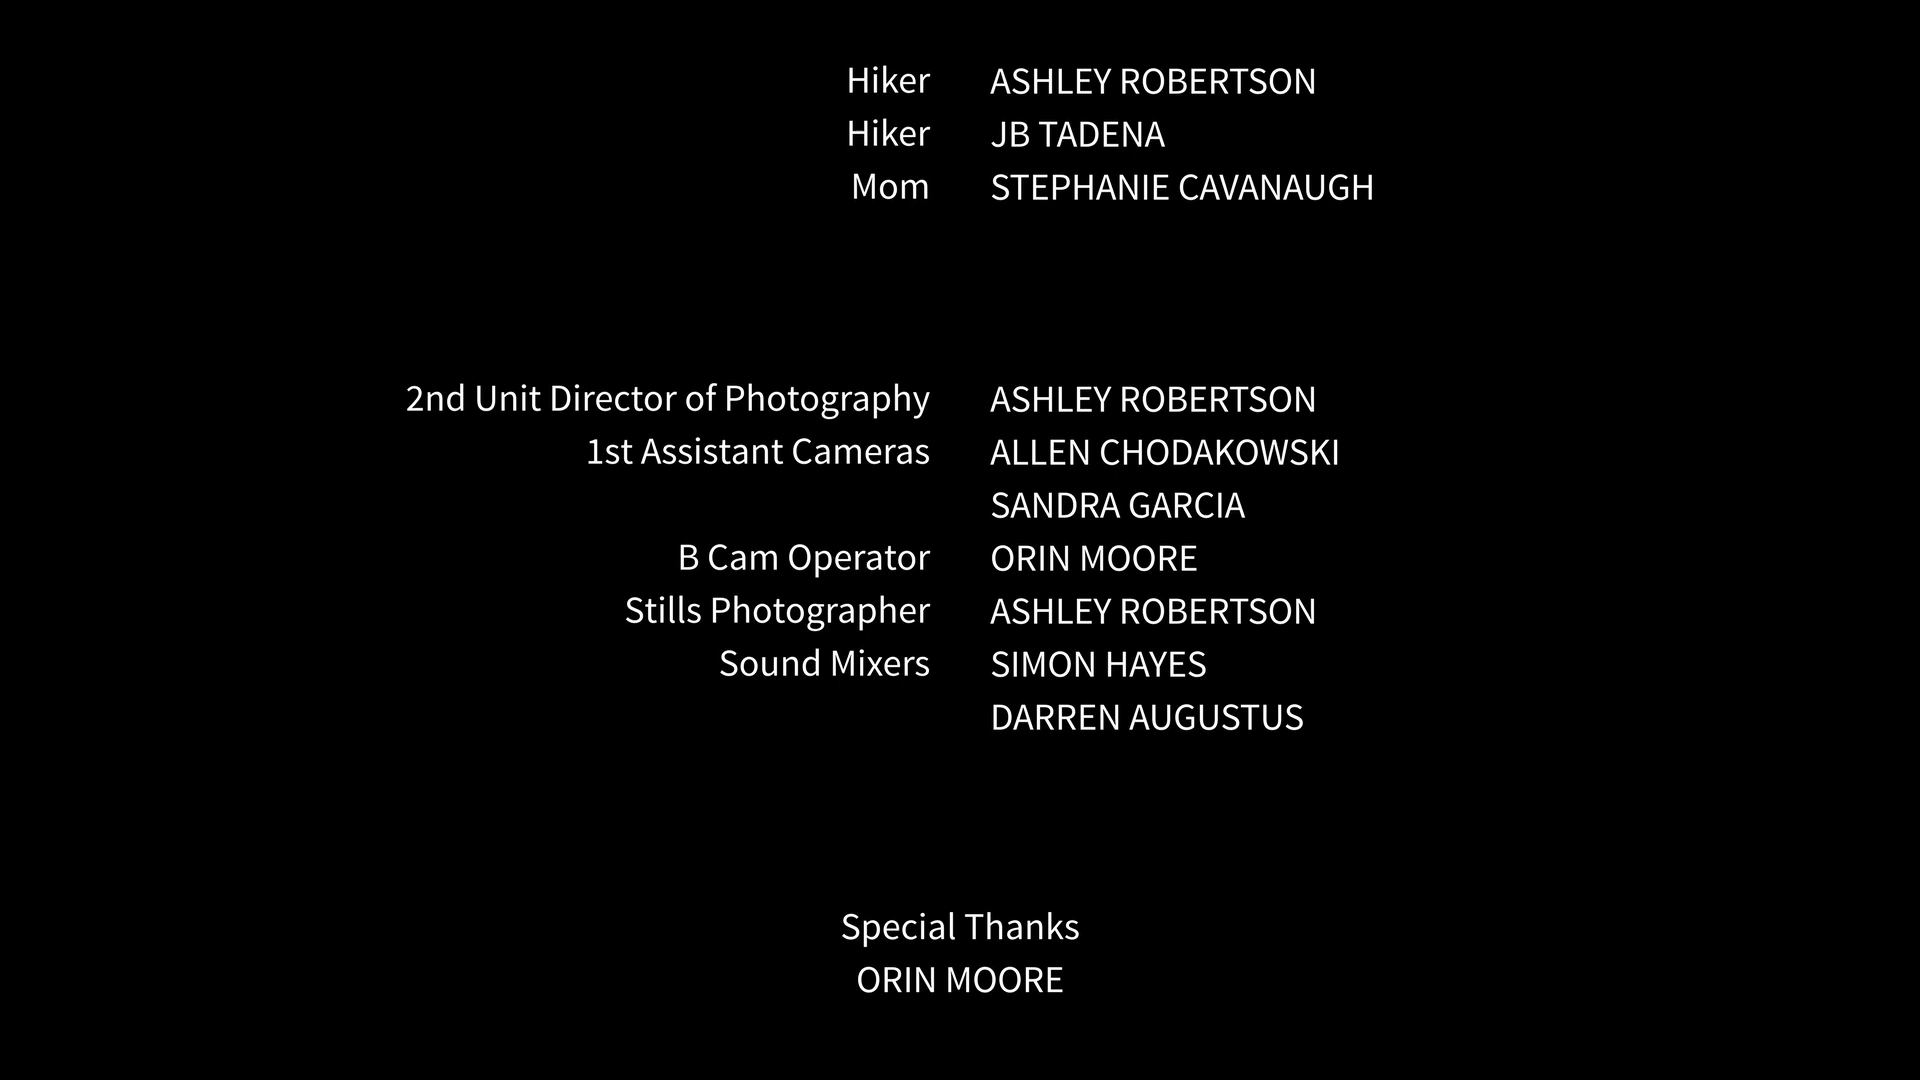 Hiker ASHLEY ROBERTSON
Hiker JB TADENA
Mom STEPHANIE CAVANAUGH
2nd Unit Director of Photography ASHLEY ROBERTSON
1st Assistant Cameras ALLEN CHODAKOWSKI
SANDRA GARCIA
B Cam Operator ORIN MOORE
Stills Photographer ASHLEY ROBERTSON
Sound Mixers SIMON HAYES
DARREN AUGUSTUS
Special Thanks
ORIN MOORE